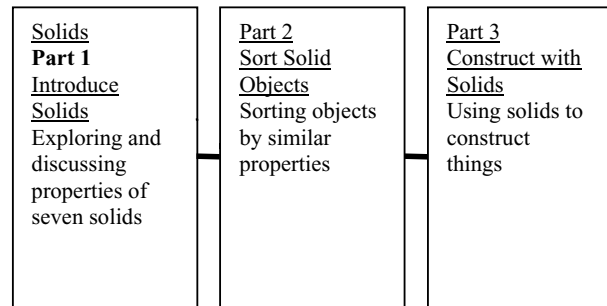 Solids
Part 1
Introduce
Solids
Exploring and
discussing
properties of
seven solids
Part 2
Sort Solid
Objects
Sorting objects
by similar
properties
Part 3
Construct with
Solids
Using solids to
construct
things